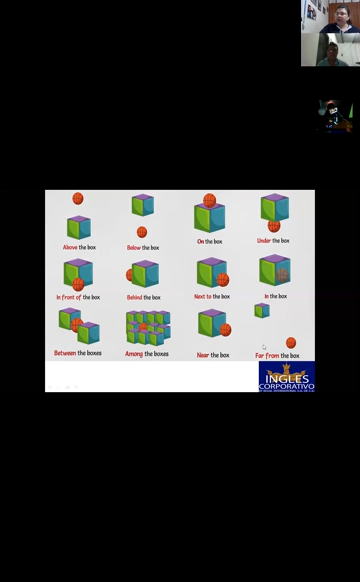 Above the box
Below the box
On the box
Under the box
In front of the box
Behind the box
Next to the box
In the box
Between the boxes
Among the boxes
Near the box
Far from the box
INGLES
CORPORATIVO